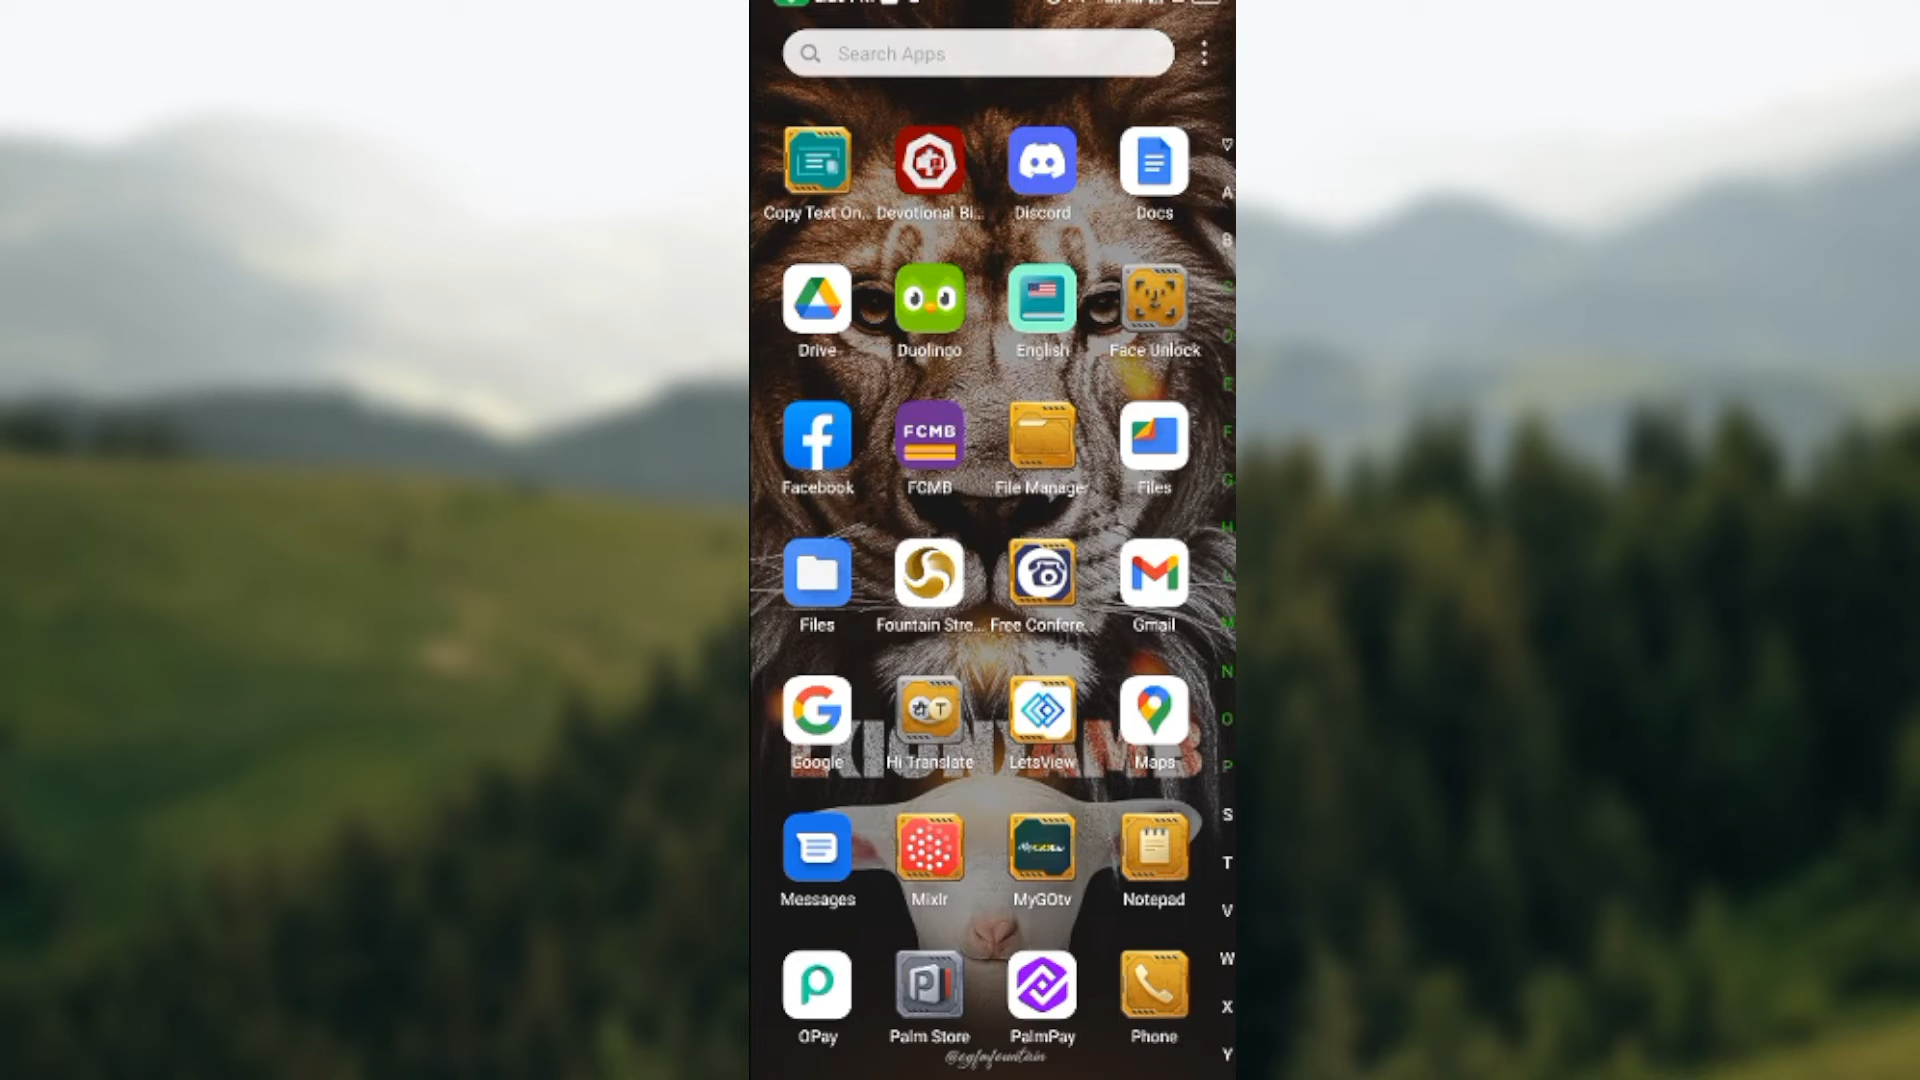 Search Apps
Copy Text On... Devotional Bi... Discord Docs
Drive Duolingo English Face Unlock
FCMB
Facebook FCMB File Manager Files
Files Fountain Stre... Free Confere... Gmail
Google Hi Translate LetsView Maps
Messages Mixlr MyGOtv Notepad
OPay Palm Store PalmPay Phone
A
B
E
F
G
H
M
N
O
P
S
T
V
W
X
Y